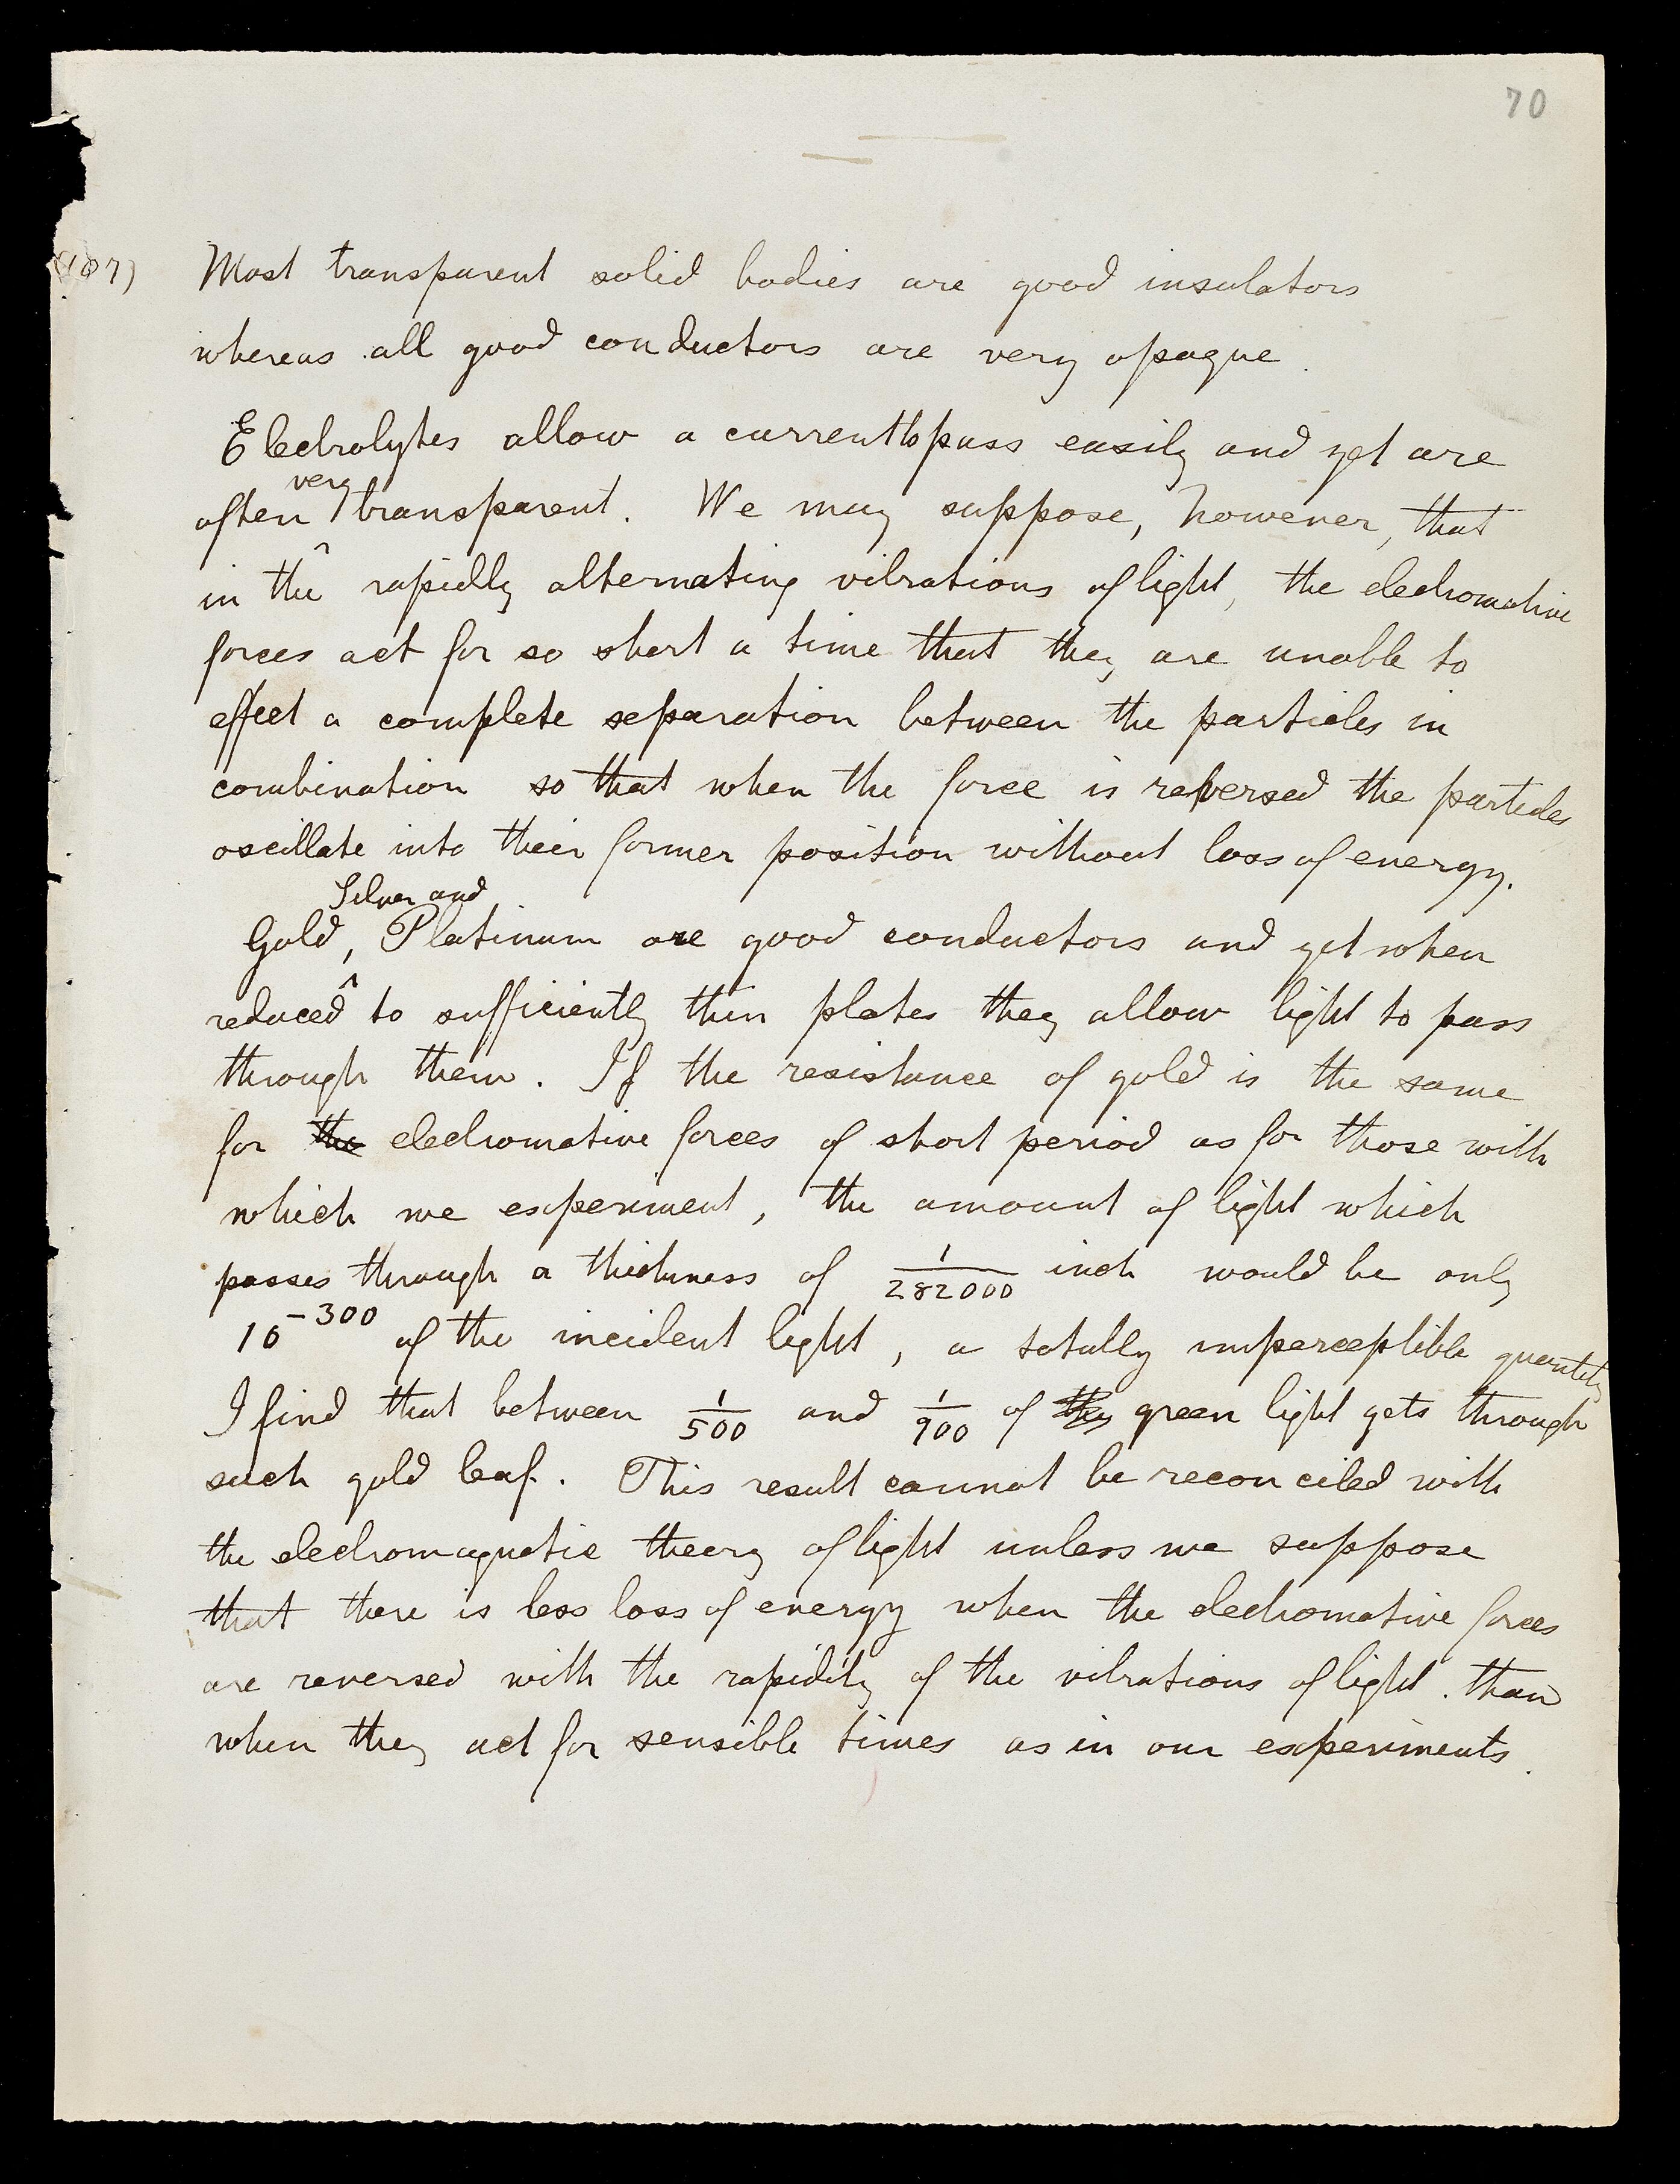 70
(107) Most transparent solid bodies are good insulators
whereas all good conductors are very opaque.
Electrolytes allow a current to pass easily and yet are
very
often transparent. We may suppose, however, that
in the rapidly alternating vibrations of light, the electromotive
forces act for so short a time that they are unable to
effect a complete separation between the particles in
combination so that when the force is reversed the particles
oscillate into their former position without loss of energy.
Silver and
Gold, Platinum are good conductors and yet when
reduced to sufficiently thin plates they allow light to pass
through them. If the resistance of gold is the same
for the electromotive forces of short period as for those with
which we experiment, the amount of light which
passes through a thickness of 1/282000 inch would be only
10^-300 of the incident light, a totally imperceptible quantity
I find that between 1/500 and 1/900 of the green light gets through
such gold leaf. This result cannot be reconciled with
the electromagnetic theory of light unless we suppose
that there is less loss of energy when the electromotive forces
are reversed with the rapidity of the vibrations of light. than
when they act for sensible times as in our experiments.